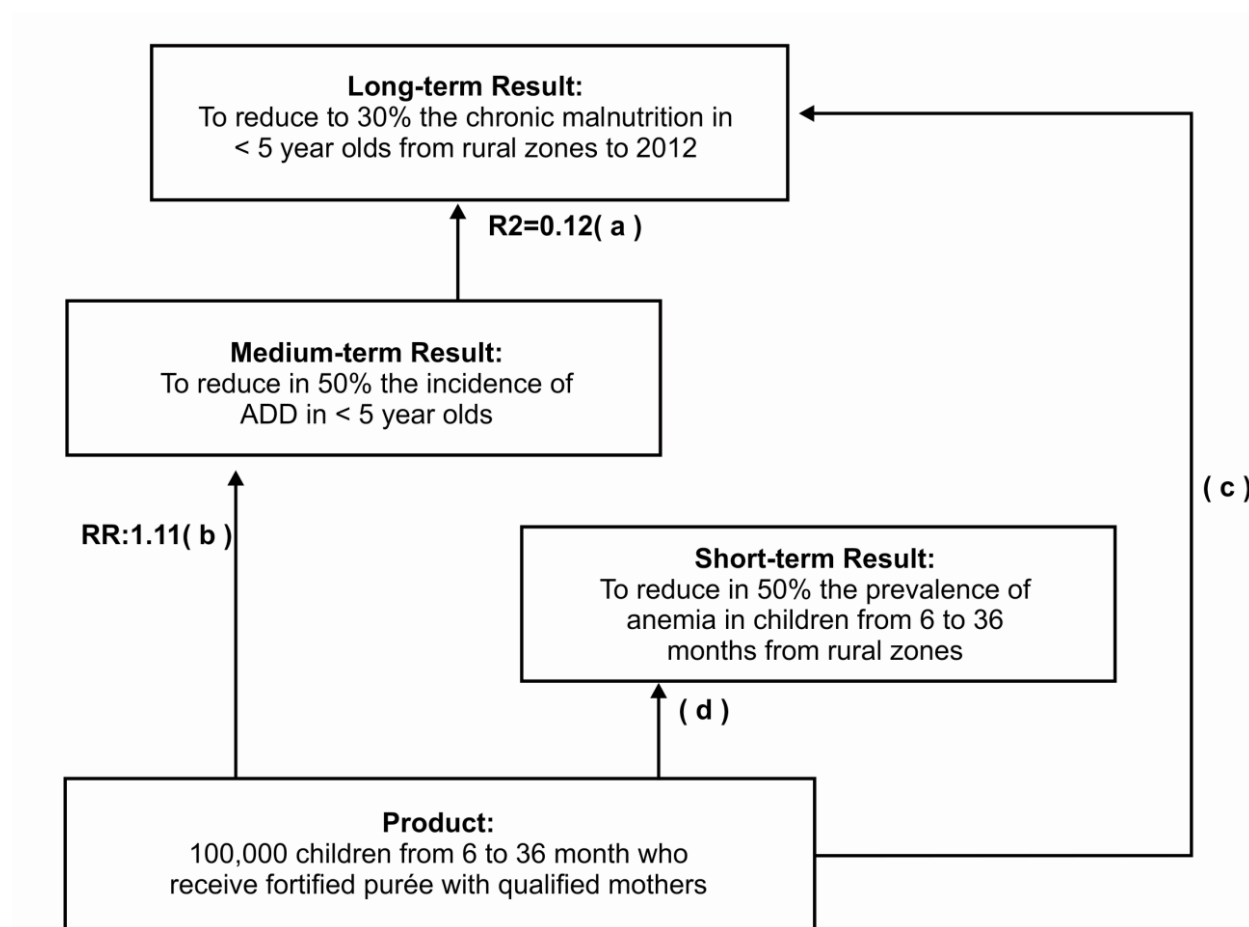 Long-term Result:
To reduce to 30% the chronic malnutrition in
< 5 year olds from rural zones to 2012
R2=0.12( a )
Medium-term Result:
To reduce in 50% the incidence of
ADD in < 5 year olds
( c )
RR:1.11( b )
Short-term Result:
To reduce in 50% the prevalence of
anemia in children from 6 to 36
months from rural zones
( d )
Product:
100,000 children from 6 to 36 month who
receive fortified purée with qualified mothers